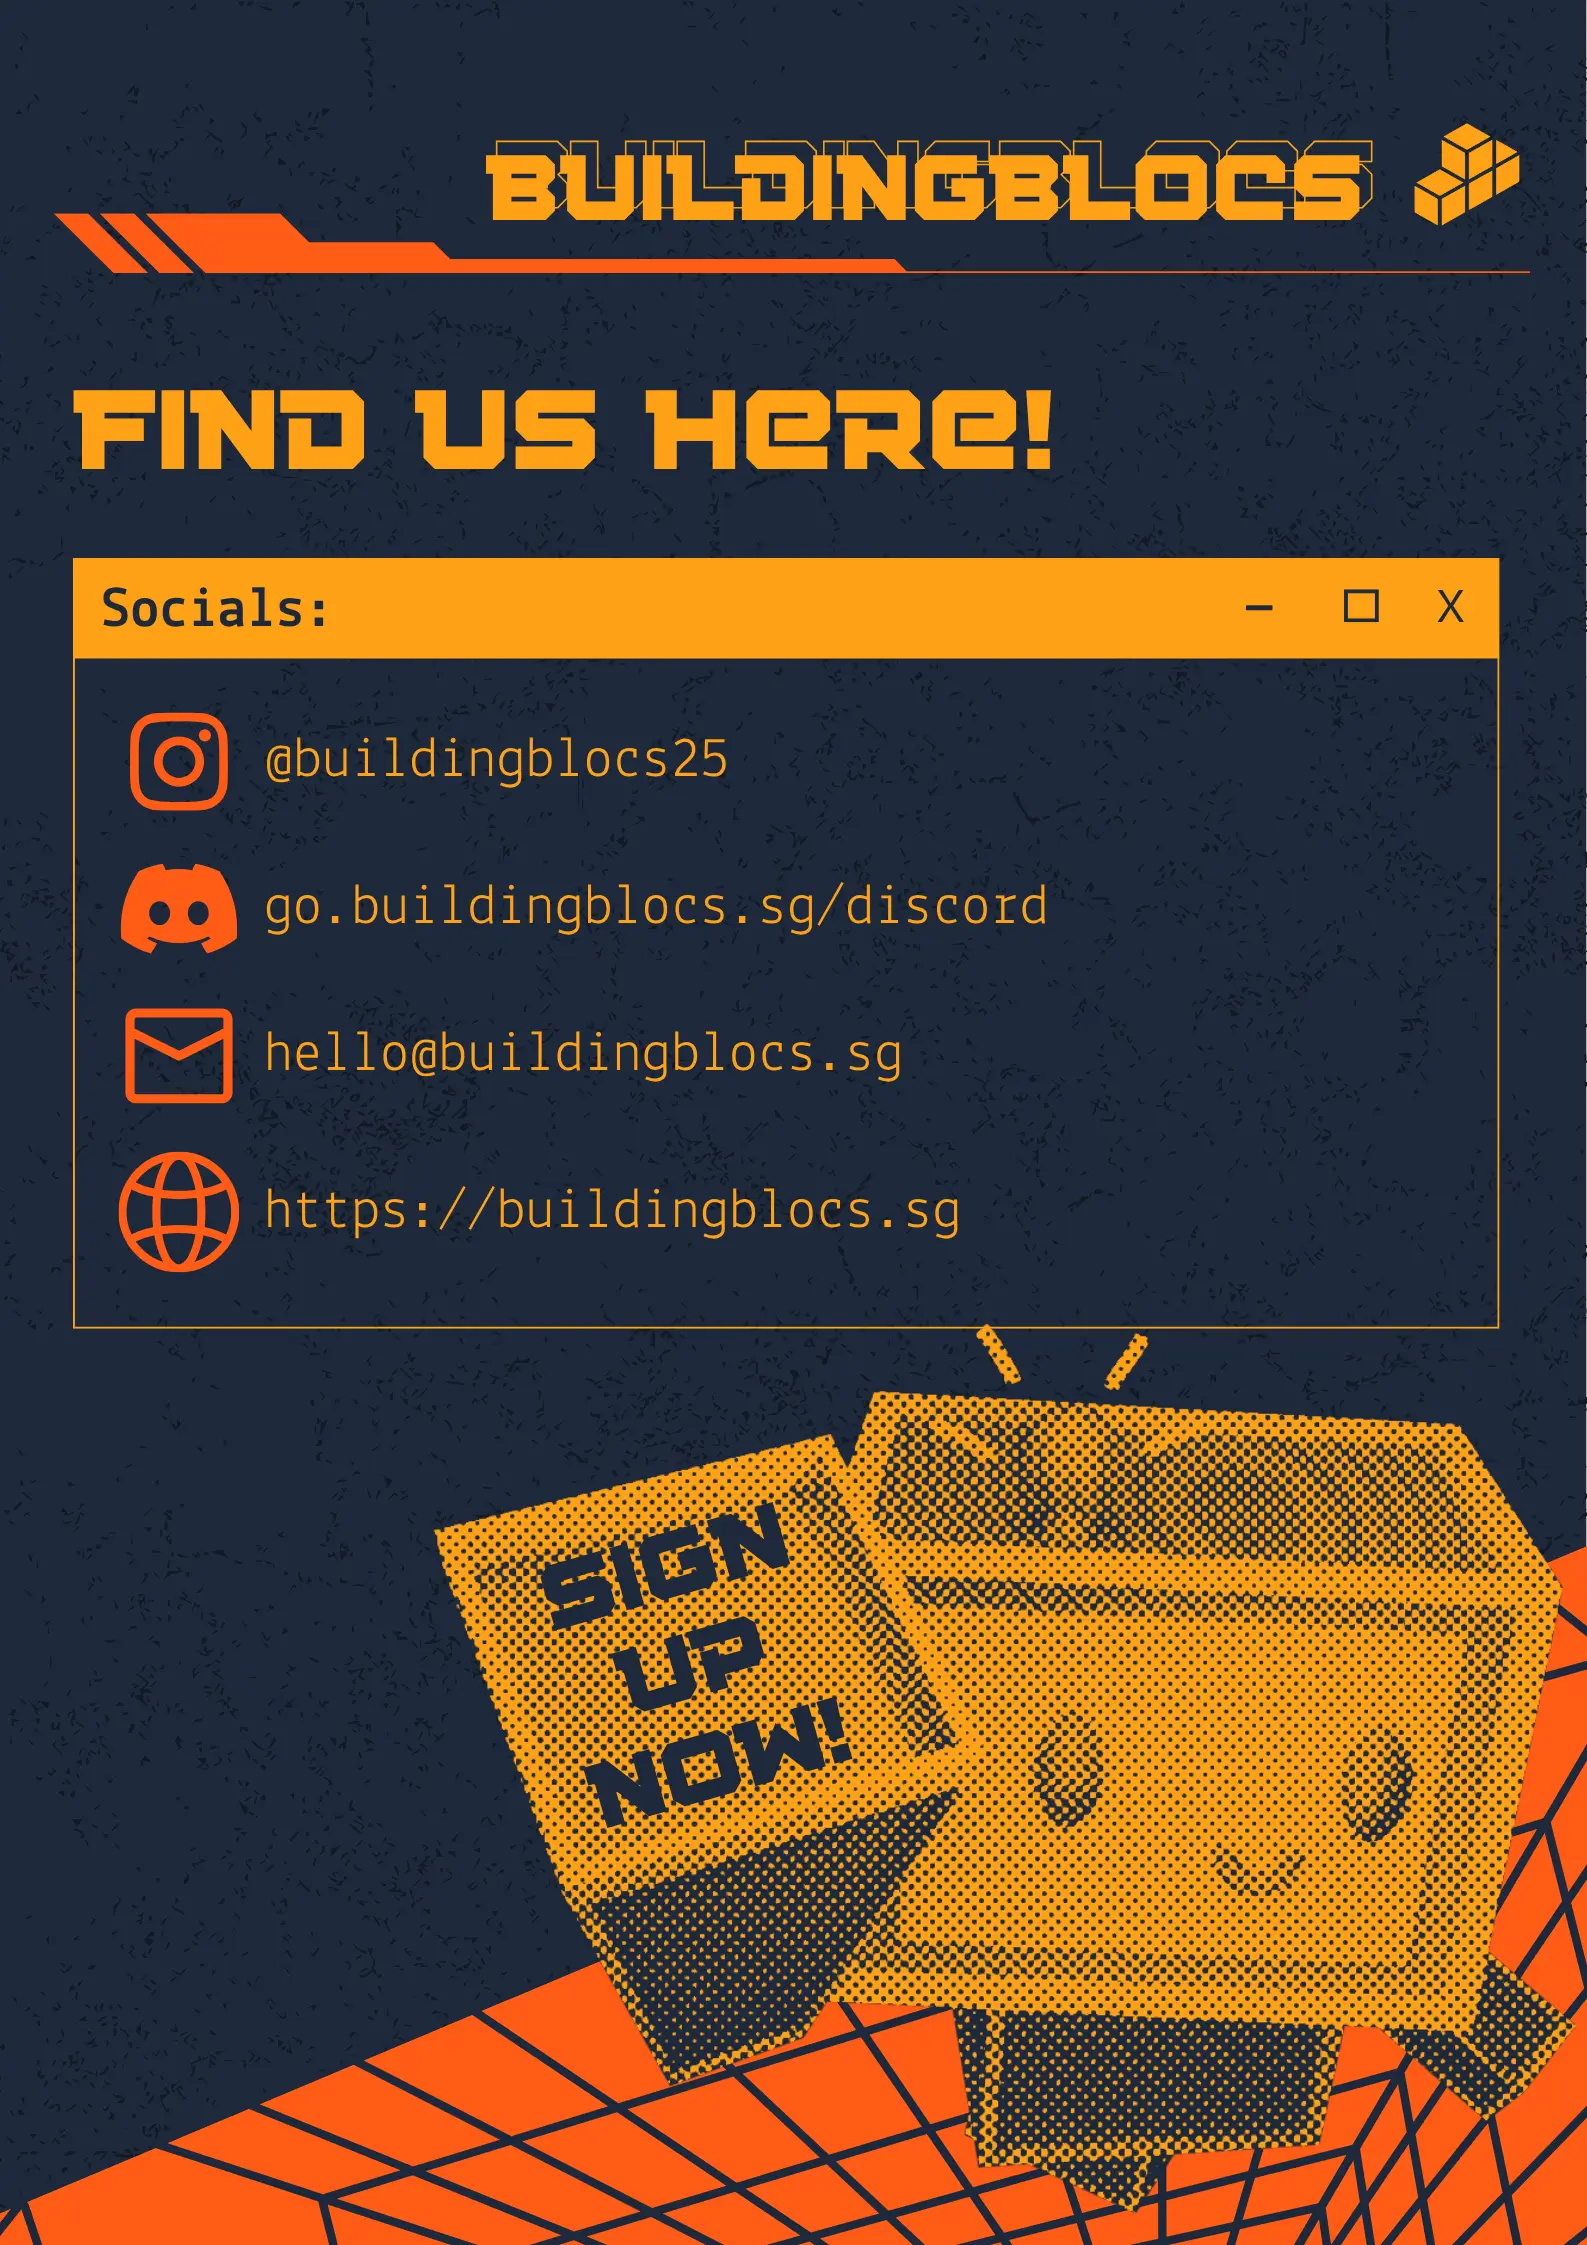 BUILDINGBLOCS
FIND US HERE!
Socials:
@buildingblocs25
go.buildingblocs.sg/discord
hello@buildingblocs.sg
https://buildingblocs.sg
SIGN
UP
NOW!